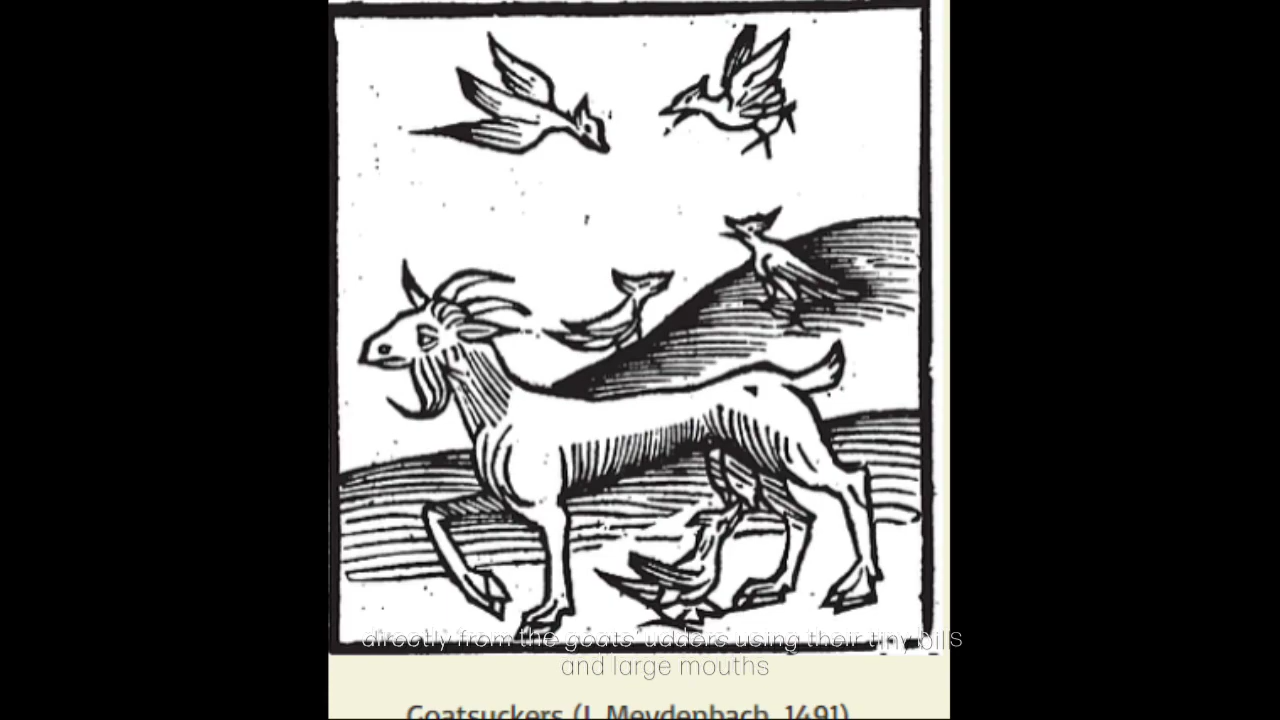 directly from the goats' udders using their tiny bills
and large mouths
Goatsuckers (J. Meydenbach, 1491)